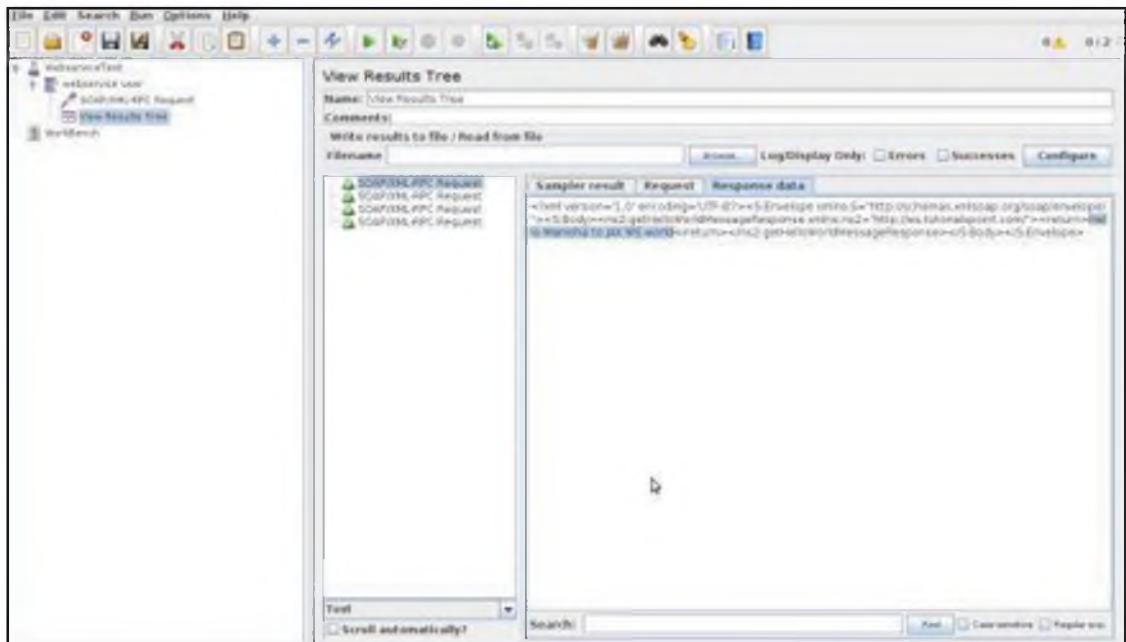 File Edit Search Run Options Help
0 0/2
WebserviceTest
webservice user
SOAP/XML-RPC Request
View Results Tree
WorkBench
View Results Tree
Name: View Results Tree
Comments:
Write results to file / Read from file
Filename Browse... Log/Display Only: Errors Successes Configure
SOAP/XML-RPC Request
SOAP/XML-RPC Request
SOAP/XML-RPC Request
Sampler result Request Response data
<?xml version='1.0' encoding='UTF-8'?><S:Envelope xmlns:S="http://schemas.xmlsoap.org/soap/envelope/
"><S:Body><ns2:getHelloWorldMessageResponse xmlns:ns2="http://ws.tutorialspoint.com/"><return>Hel
lo Manisha to JAX WS world</return></ns2:getHelloWorldMessageResponse></S:Body></S:Envelope>
Text
Scroll automatically?
Search: Find Case sensitive Regular exp.